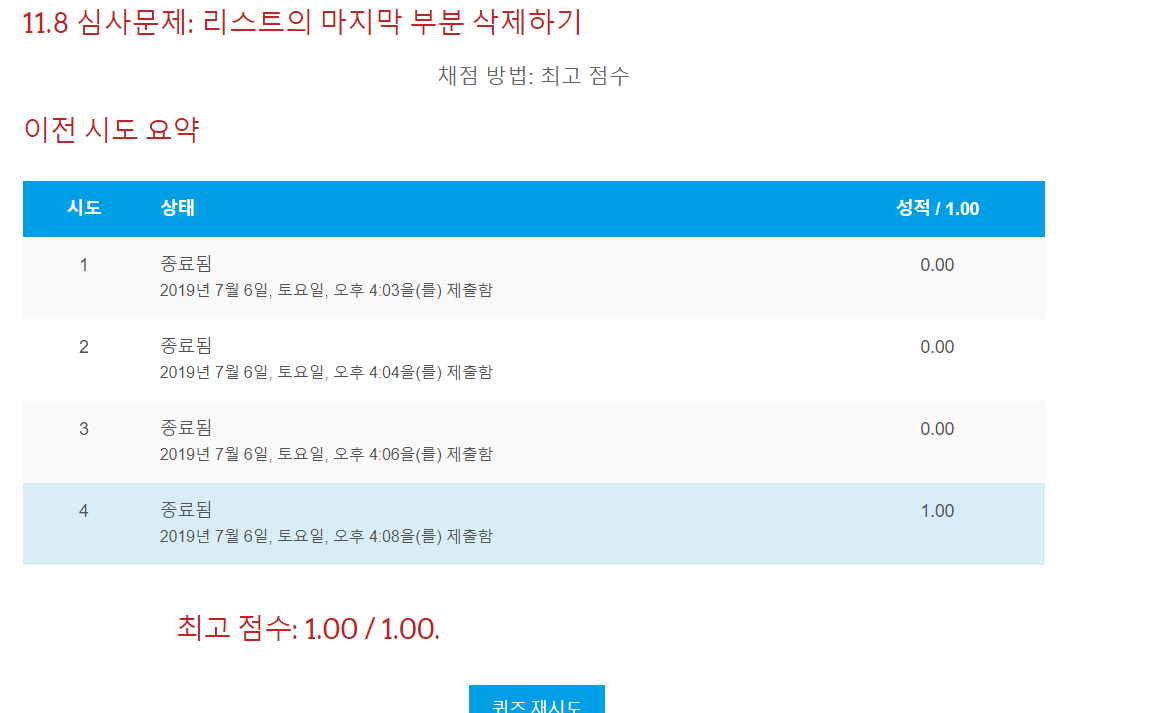 11.8 심사문제: 리스트의 마지막 부분 삭제하기
채점 방법: 최고 점수
이전 시도 요약
시도 상태 성적 / 1.00
1 종료됨 0.00
2019년 7월 6일, 토요일, 오후 4:03을(를) 제출함
2 종료됨 0.00
2019년 7월 6일, 토요일, 오후 4:04을(를) 제출함
3 종료됨 0.00
2019년 7월 6일, 토요일, 오후 4:06을(를) 제출함
4 종료됨 1.00
2019년 7월 6일, 토요일, 오후 4:08을(를) 제출함
최고 점수: 1.00 / 1.00.
퀴즈 재시도